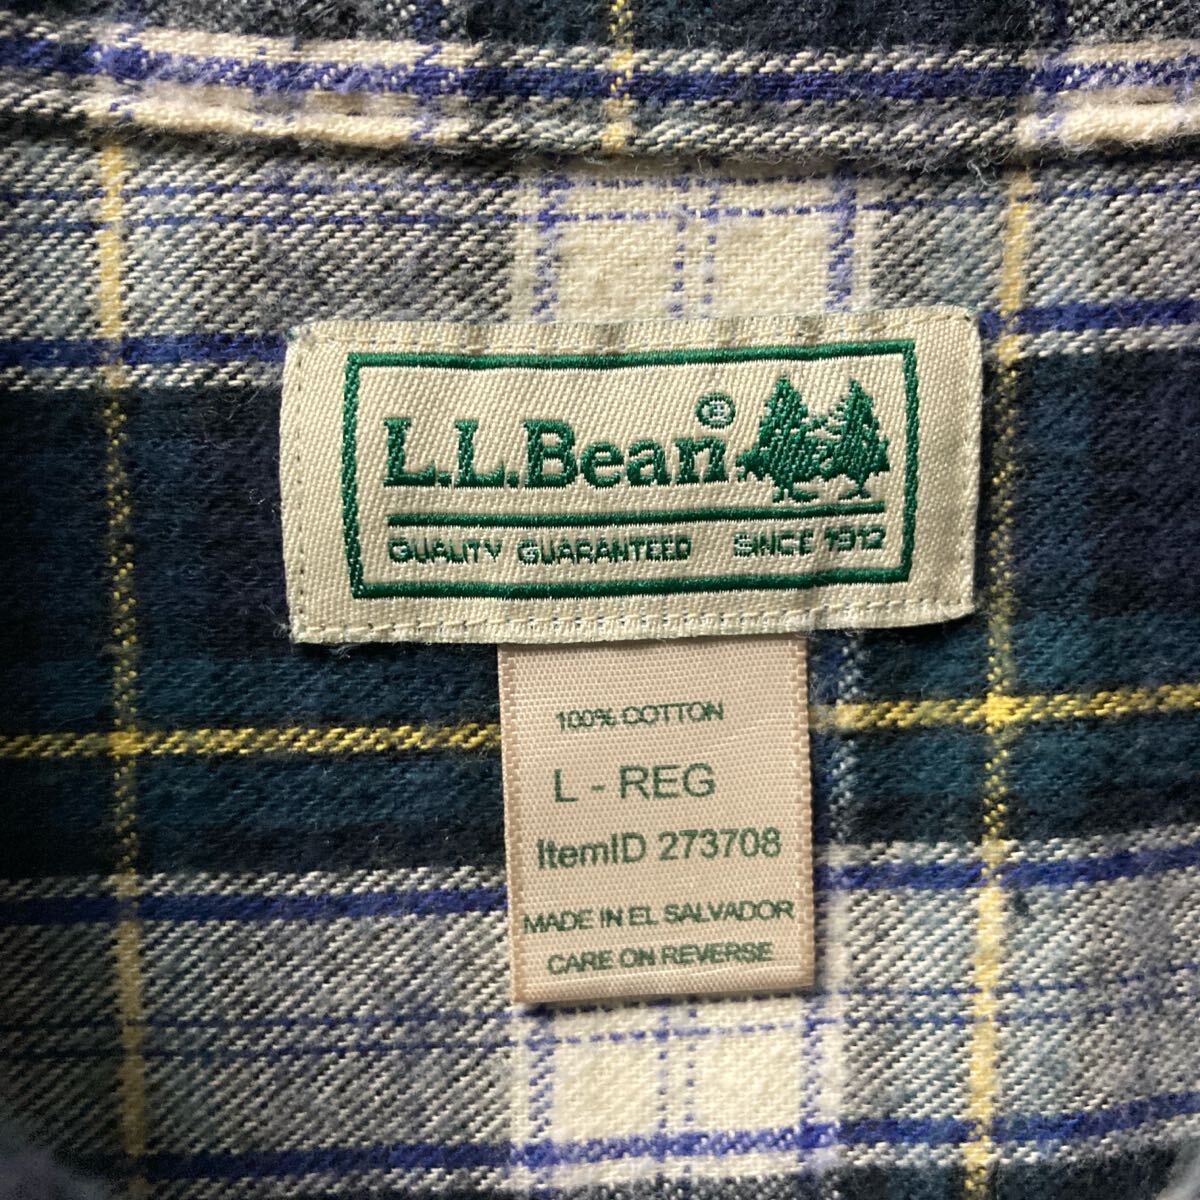 L.L.Bean®
QUALITY GUARANTEED SINCE 1912
100% COTTON
L - REG
ItemID 273708
MADE IN EL SALVADOR
CARE ON REVERSE